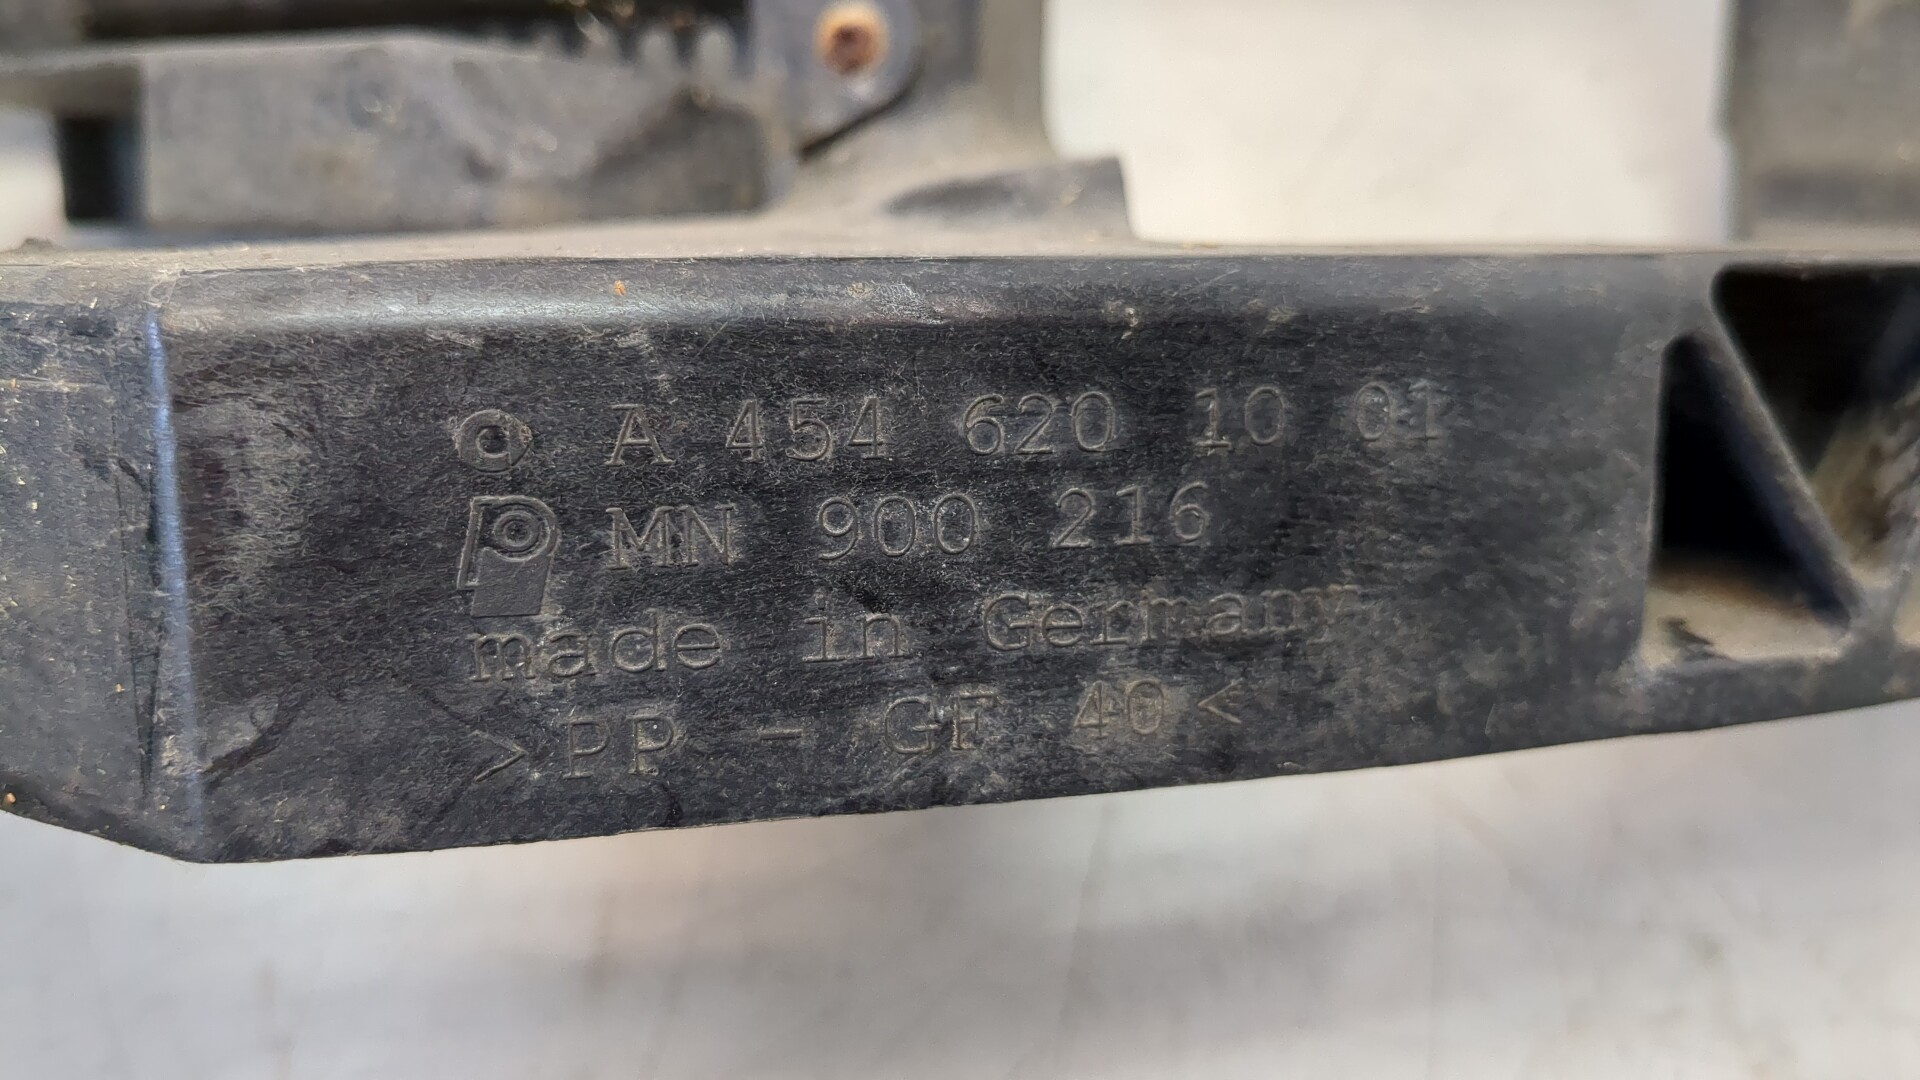 A 454 620 10 01
MN 900 216
made in Germany
>PP - GF 40<